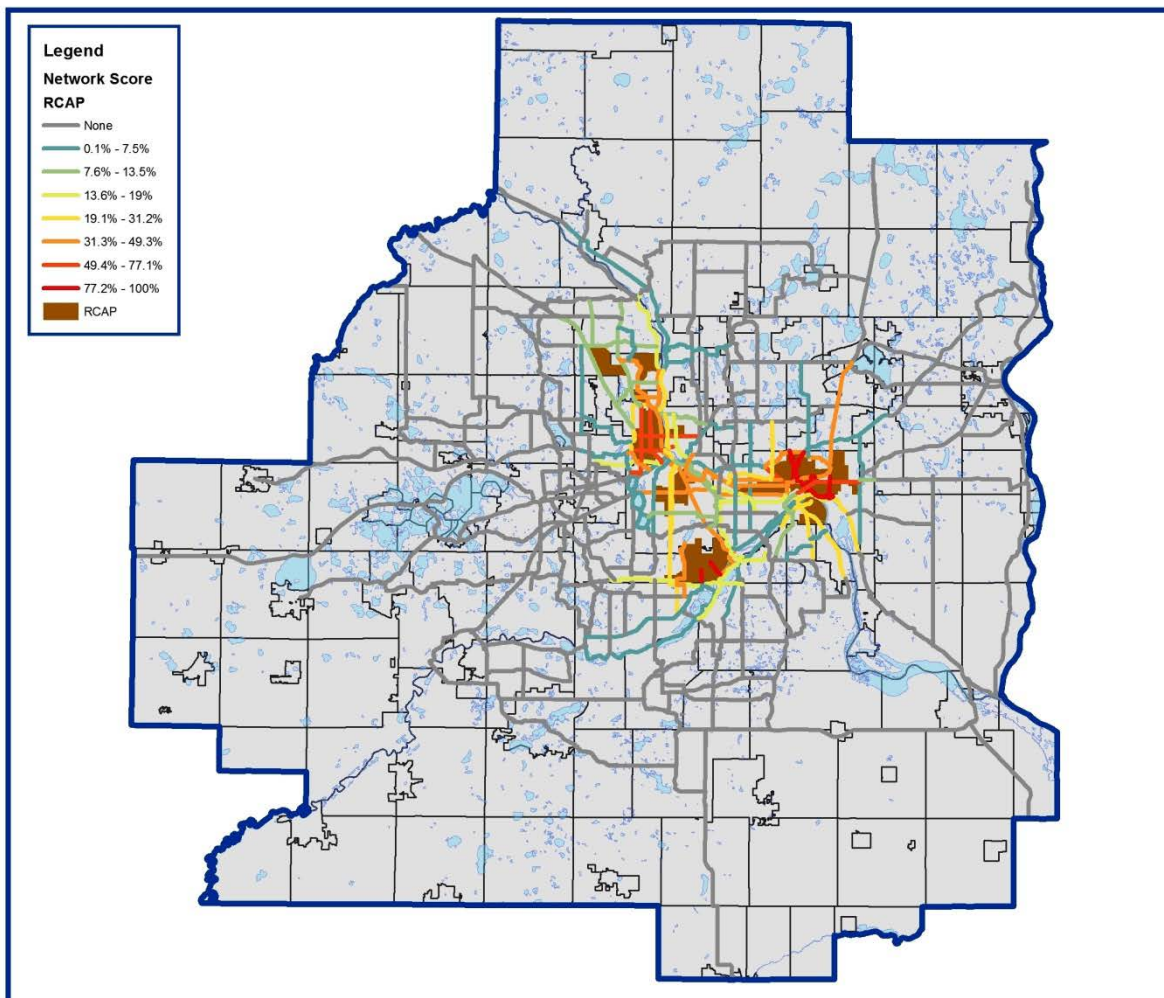 Legend
Network Score
RCAP
None
0.1% - 7.5%
7.6% - 13.5%
13.6% - 19%
19.1% - 31.2%
31.3% - 49.3%
49.4% - 77.1%
77.2% - 100%
RCAP